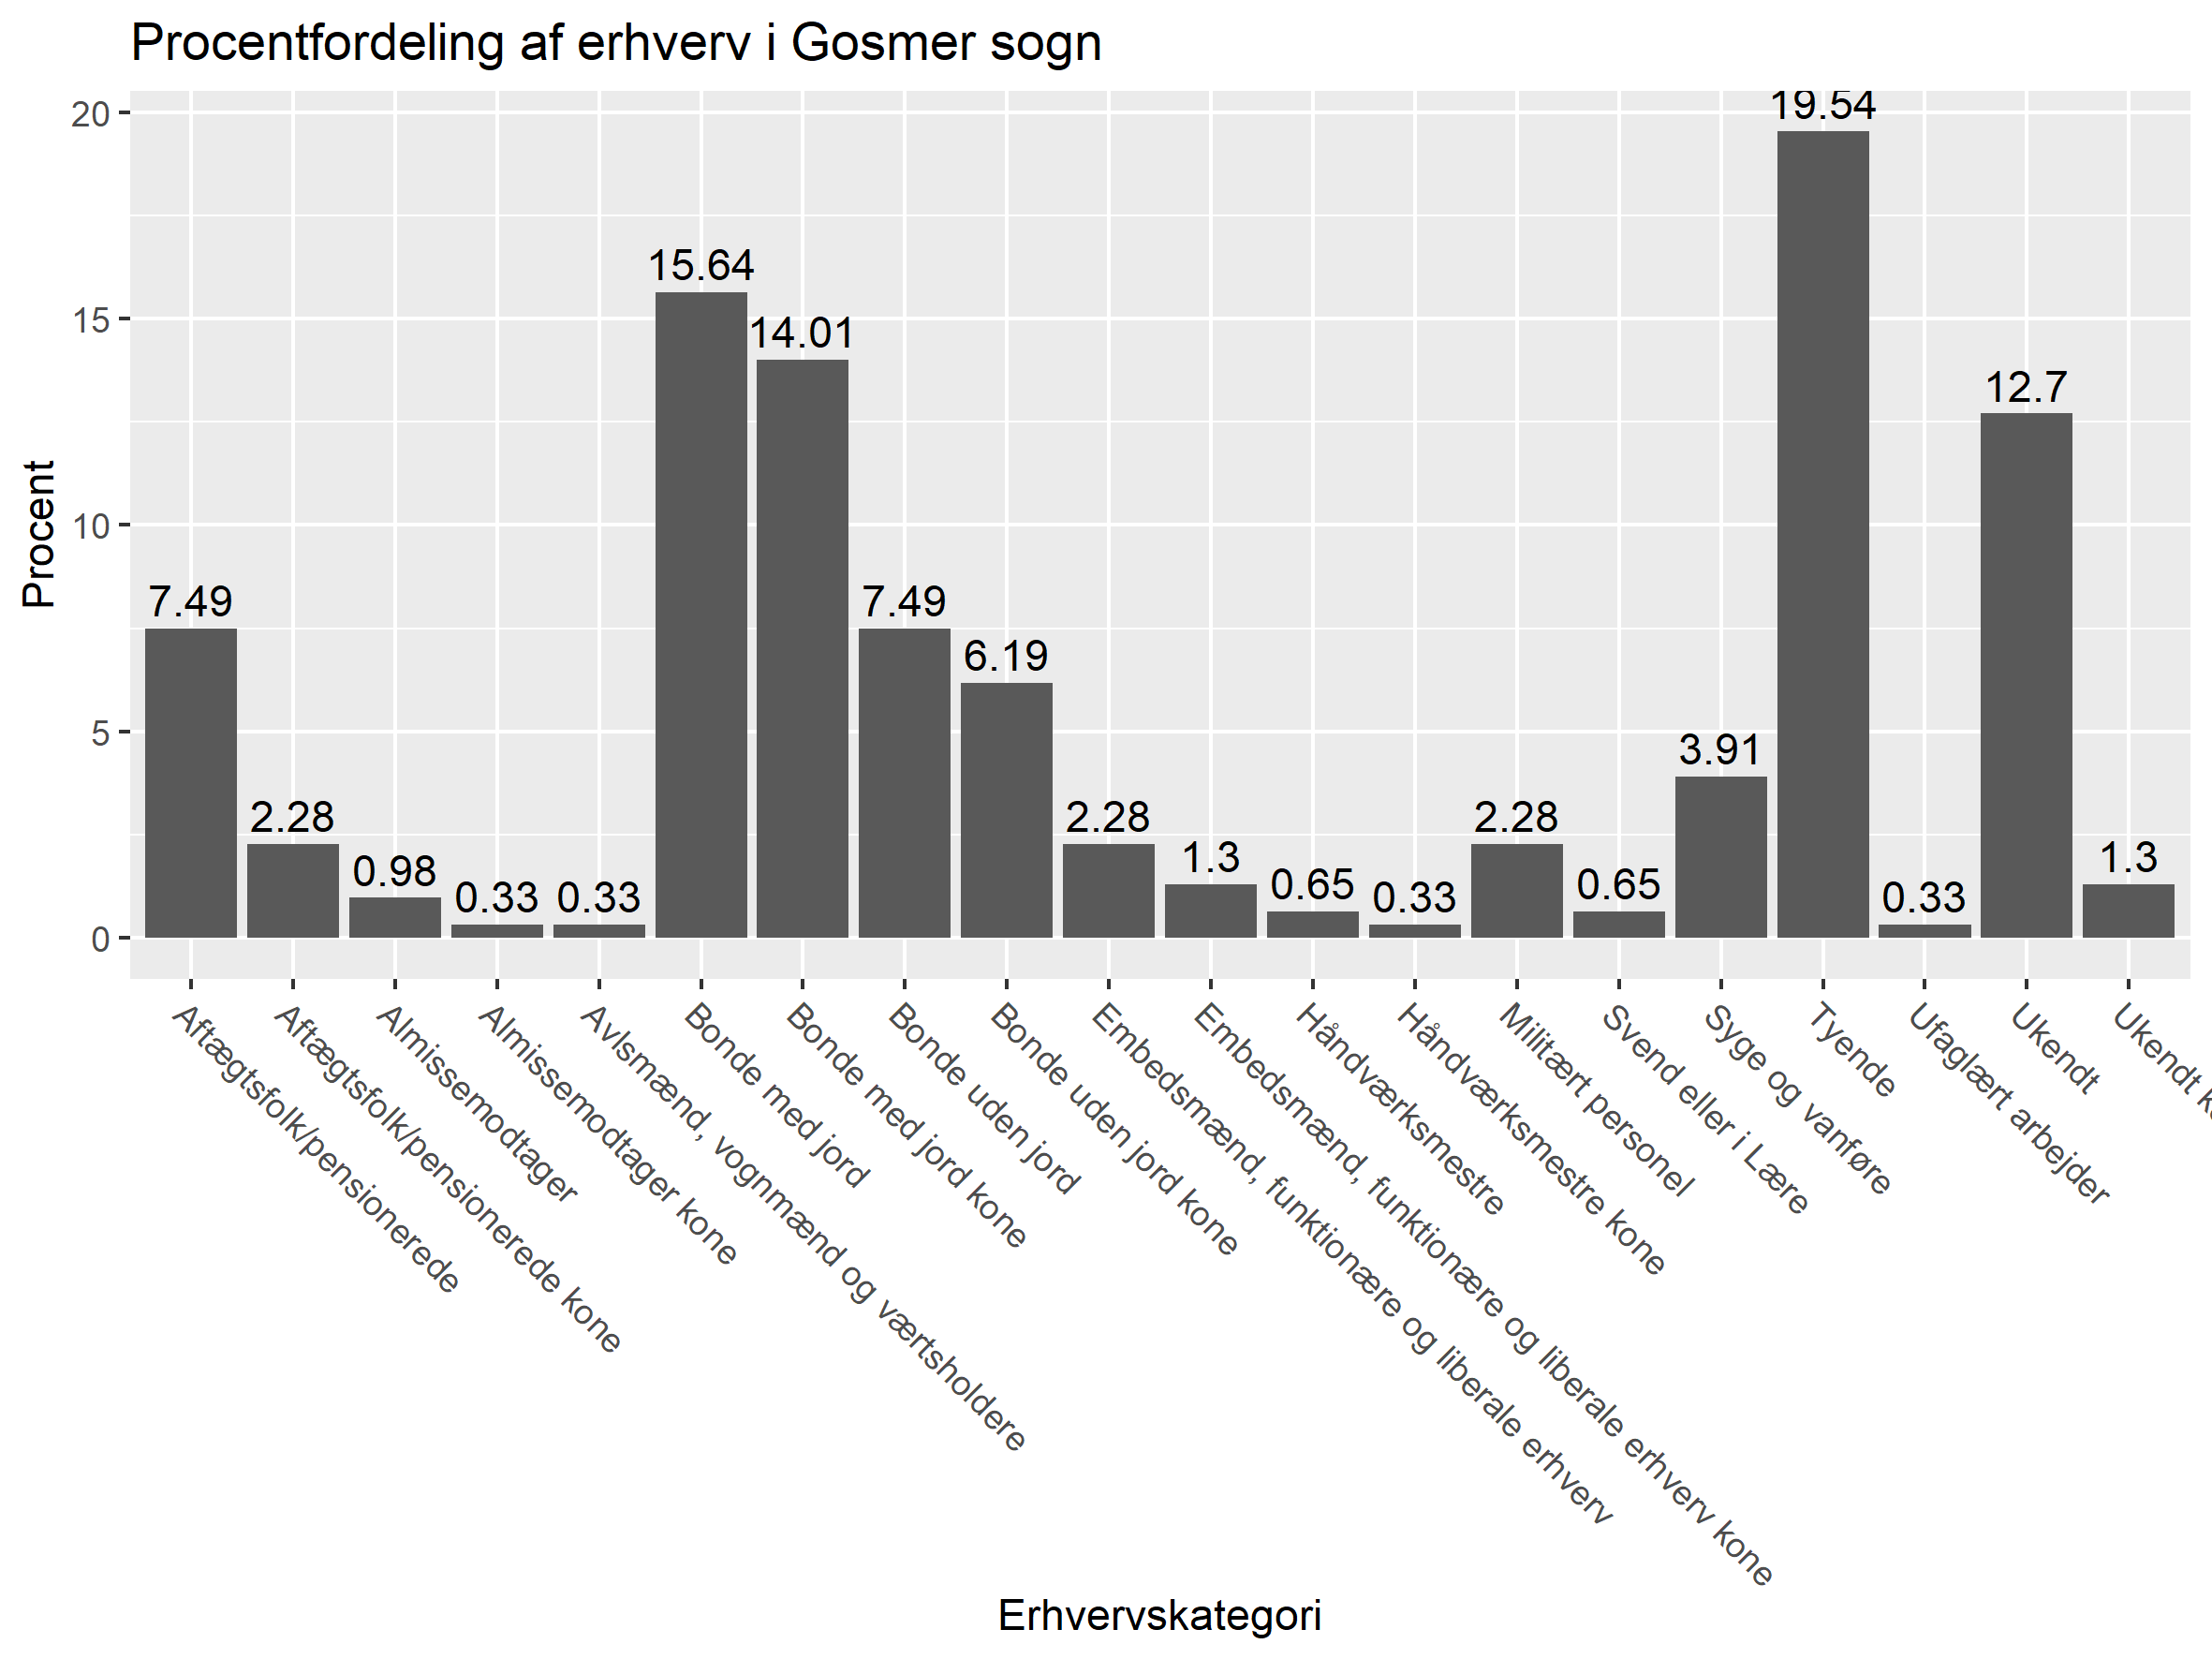 Procentfordeling af erhverv i Gosmer sogn
Procent
20
15
10
5
0
7.49
2.28
0.98
0.33
0.33
15.64
14.01
7.49
6.19
2.28
1.3
0.65
0.33
2.28
0.65
3.91
19.54
0.33
12.7
1.3
Aftægtsfolk/pensionerede
Aftægtsfolk/pensionerede kone
Almissemodtager
Almissemodtager kone
Avlsmænd, vognmænd og værtsholdere
Bonde med jord
Bonde med jord kone
Bonde uden jord
Bonde uden jord kone
Embedsmænd, funktionære og liberale erhverv
Embedsmænd, funktionære og liberale erhverv kone
Håndværksmestre
Håndværksmestre kone
Militært personel
Svend eller i Lære
Syge og vanføre
Tyende
Ufaglært arbejder
Ukendt
Ukendt
Erhvervskategori